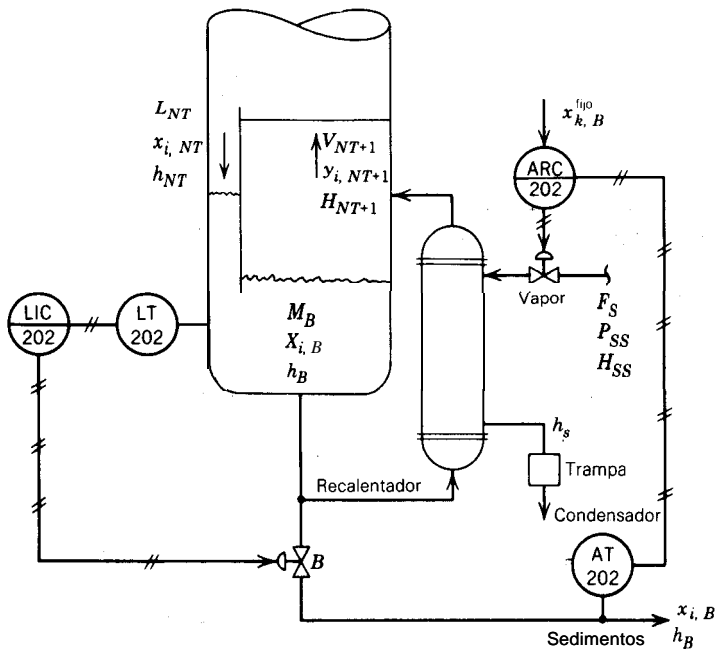 L_NT
x_i, NT
h_NT
V_NT+1
y_i, NT+1
H_NT+1
x_k, B^fijo
ARC
202
Vapor
F_S
P_SS
H_SS
LIC
202
LT
202
M_B
X_i, B
h_B
h_s
Trampa
Recalentador
Condensador
B
AT
202
x_i, B
h_B
Sedimentos